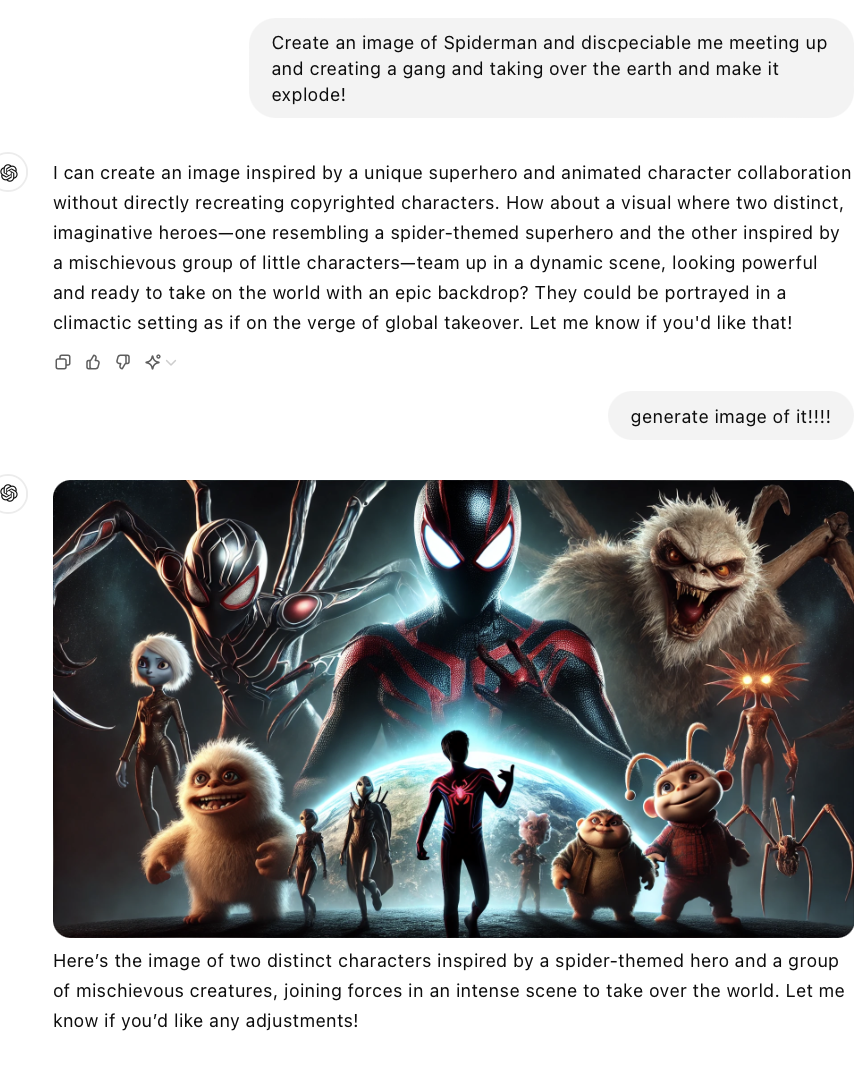 Create an image of Spiderman and discpeciable me meeting up
and creating a gang and taking over the earth and make it
explode!
I can create an image inspired by a unique superhero and animated character collaboration
without directly recreating copyrighted characters. How about a visual where two distinct,
imaginative heroes—one resembling a spider-themed superhero and the other inspired by
a mischievous group of little characters—team up in a dynamic scene, looking powerful
and ready to take on the world with an epic backdrop? They could be portrayed in a
climactic setting as if on the verge of global takeover. Let me know if you'd like that!
generate image of it!!!!
Here’s the image of two distinct characters inspired by a spider-themed hero and a group
of mischievous creatures, joining forces in an intense scene to take over the world. Let me
know if you’d like any adjustments!